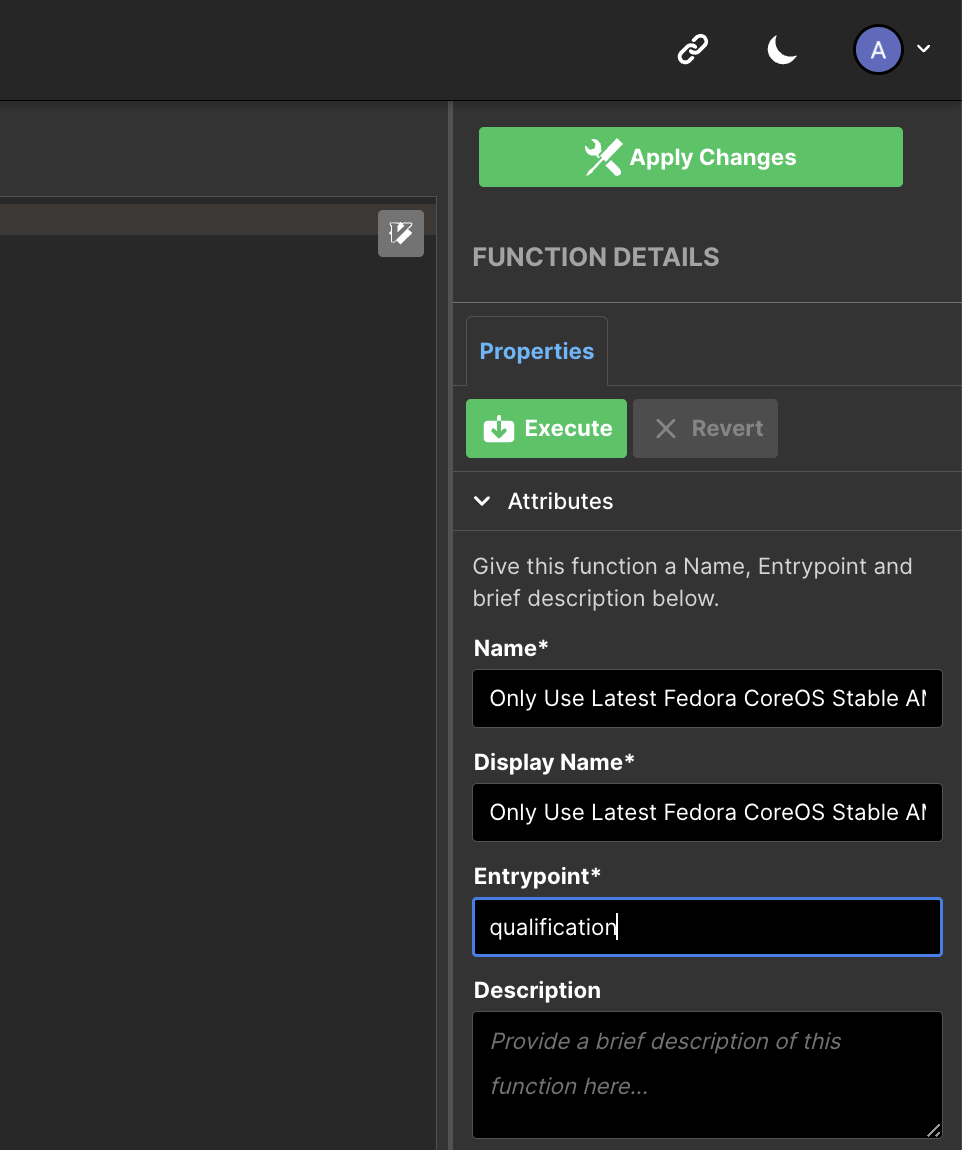 A
Apply Changes
FUNCTION DETAILS
Properties
Execute
Revert
Attributes
Give this function a Name, Entrypoint and
brief description below.
Name*
Only Use Latest Fedora CoreOS Stable
Display Name*
Only Use Latest Fedora CoreOS Stable
Entrypoint*
qualification
Description
Provide a brief description of this
function here...